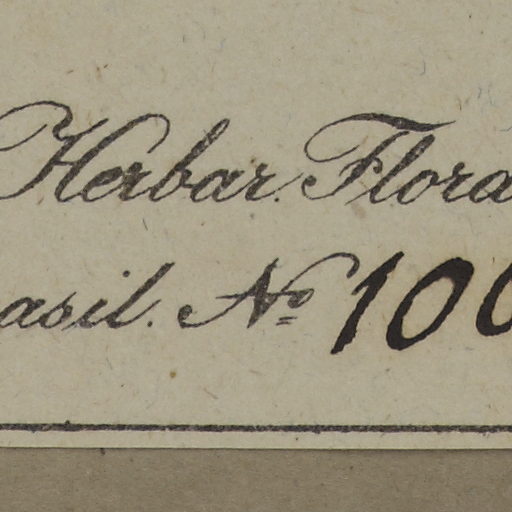 Herbar. Flora
asil. No 100